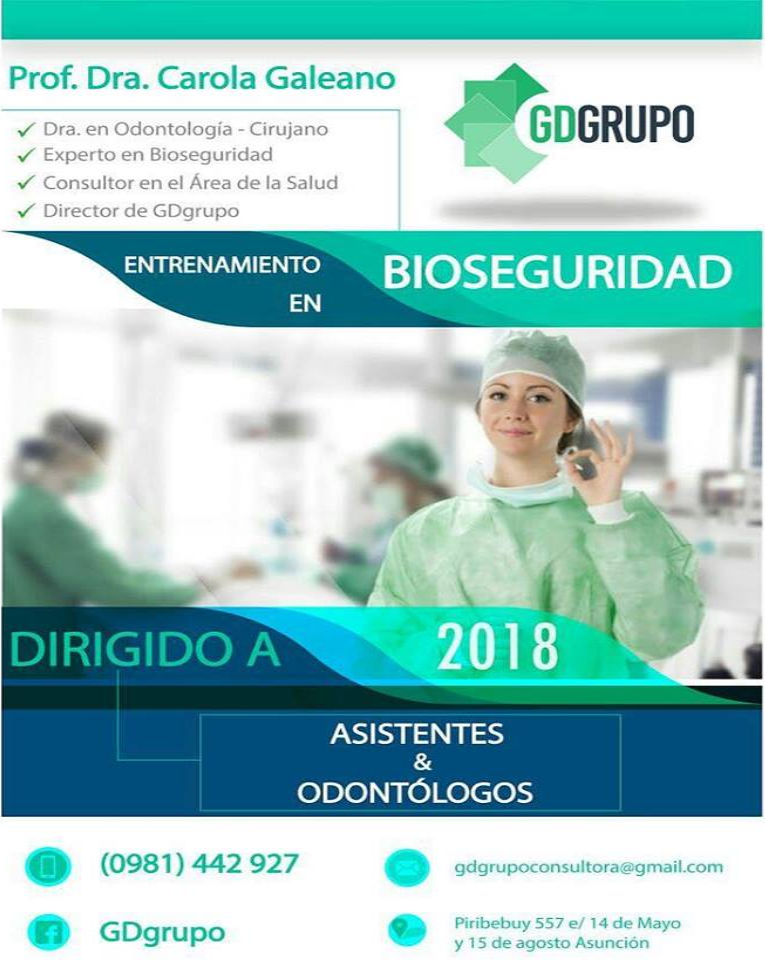 Prof. Dra. Carola Galeano
Dra. en Odontología - Cirujano
Experto en Bioseguridad
Consultor en el Área de la Salud
Director de GDgrupo
GDGRUPO
ENTRENAMIENTO
EN
BIOSEGURIDAD
DIRIGIDO A
2018
ASISTENTES
&
ODONTÓLOGOS
(0981) 442 927
gdgrupoconsultora@gmail.com
GDgrupo
Piribebuy 557 e/ 14 de Mayo
y 15 de agosto Asunción